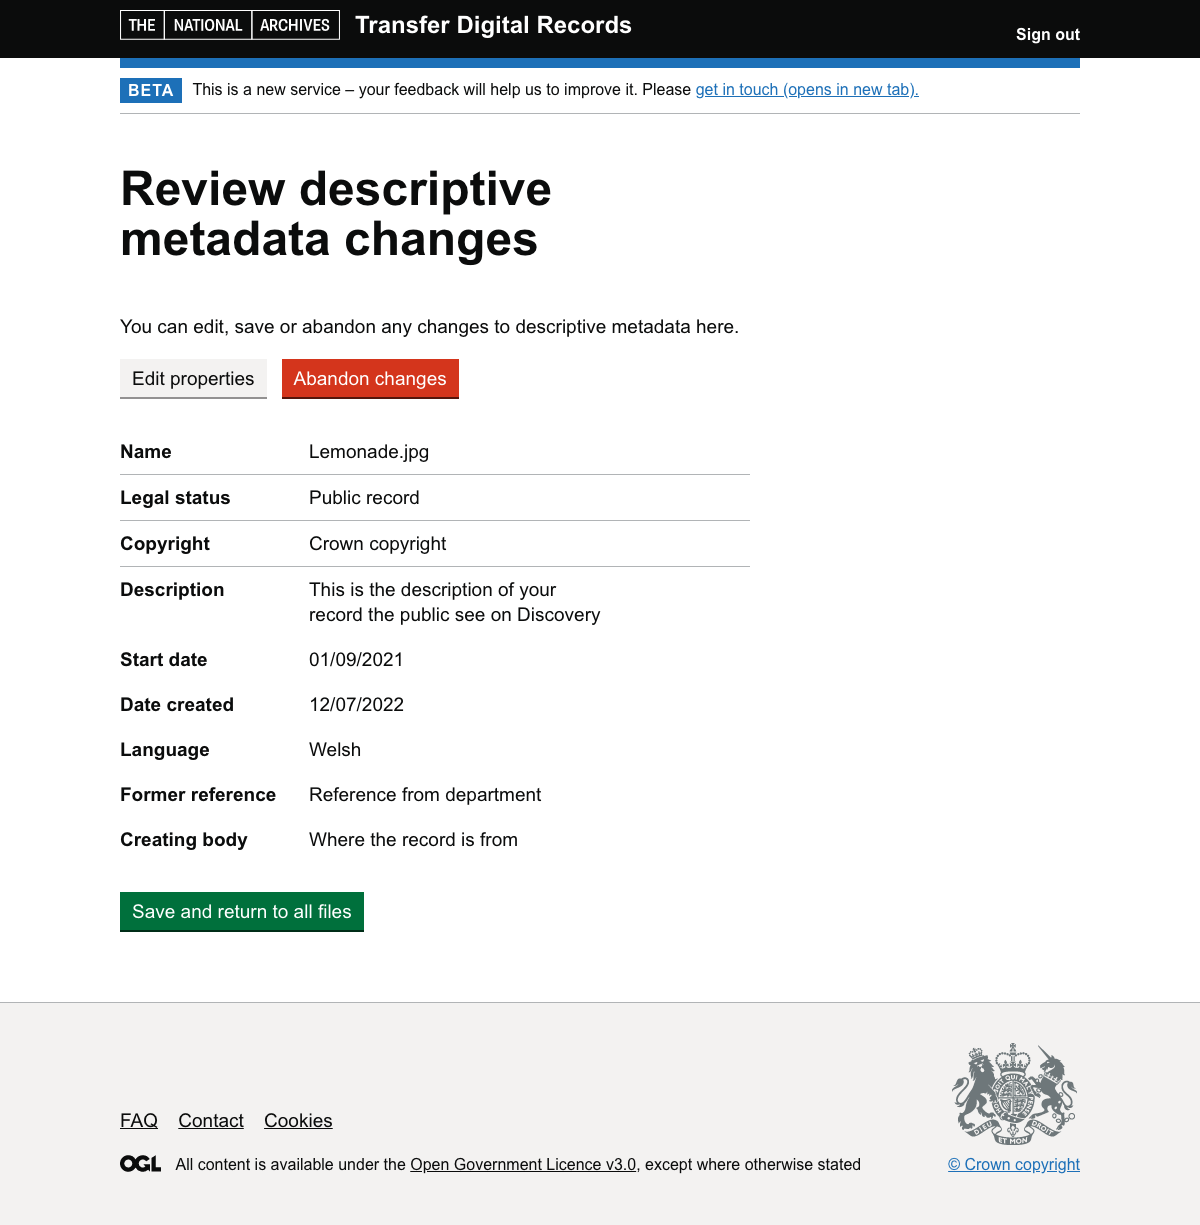 THE NATIONAL ARCHIVES Transfer Digital Records
Sign out
BETA This is a new service – your feedback will help us to improve it. Please get in touch (opens in new tab).
Review descriptive
metadata changes
You can edit, save or abandon any changes to descriptive metadata here.
Edit properties Abandon changes
Name Lemonade.jpg
Legal status Public record
Copyright Crown copyright
Description This is the description of your
record the public see on Discovery
Start date 01/09/2021
Date created 12/07/2022
Language Welsh
Former reference Reference from department
Creating body Where the record is from
Save and return to all files
DIEU ET MON DROIT
FAQ Contact Cookies
OGL All content is available under the Open Government Licence v3.0, except where otherwise stated
© Crown copyright